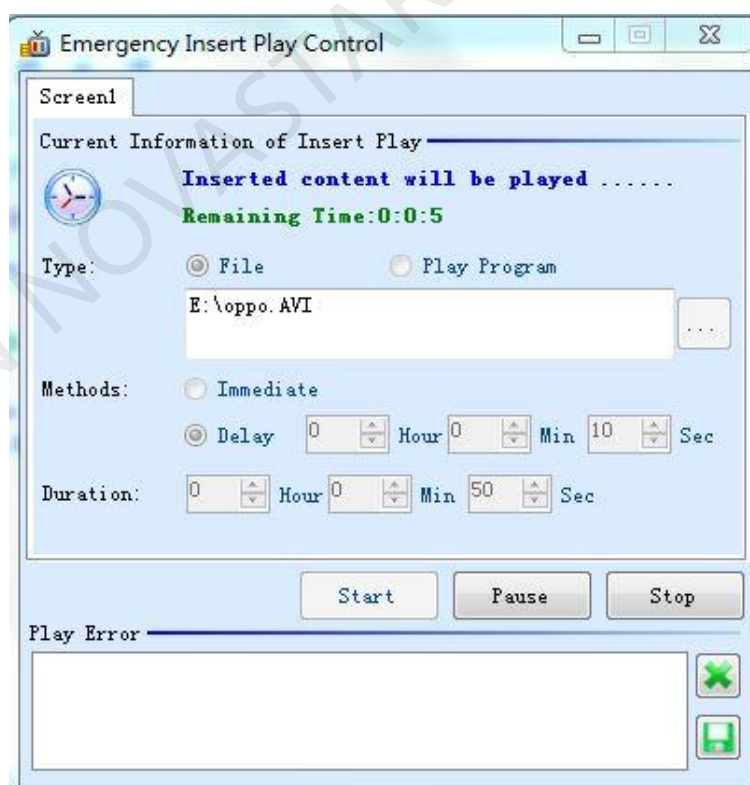 Emergency Insert Play Control
Screen1
Current Information of Insert Play
Inserted content will be played ......
Remaining Time:0:0:5
Type: File Play Program
E:\oppo.AVI
...
Methods: Immediate
Delay 0 Hour 0 Min 10 Sec
Duration: 0 Hour 0 Min 50 Sec
Start Pause Stop
Play Error
NOVASTAR